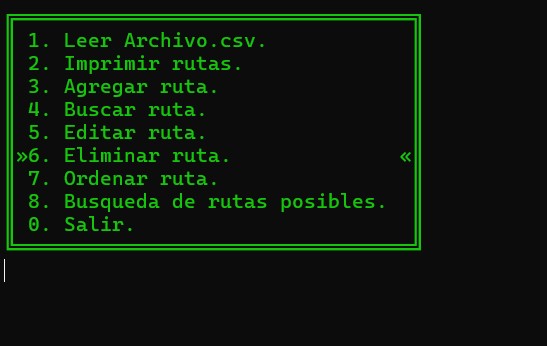 1. Leer Archivo.csv.
2. Imprimir rutas.
3. Agregar ruta.
4. Buscar ruta.
5. Editar ruta.
»6. Eliminar ruta. «
7. Ordenar ruta.
8. Busqueda de rutas posibles.
0. Salir.